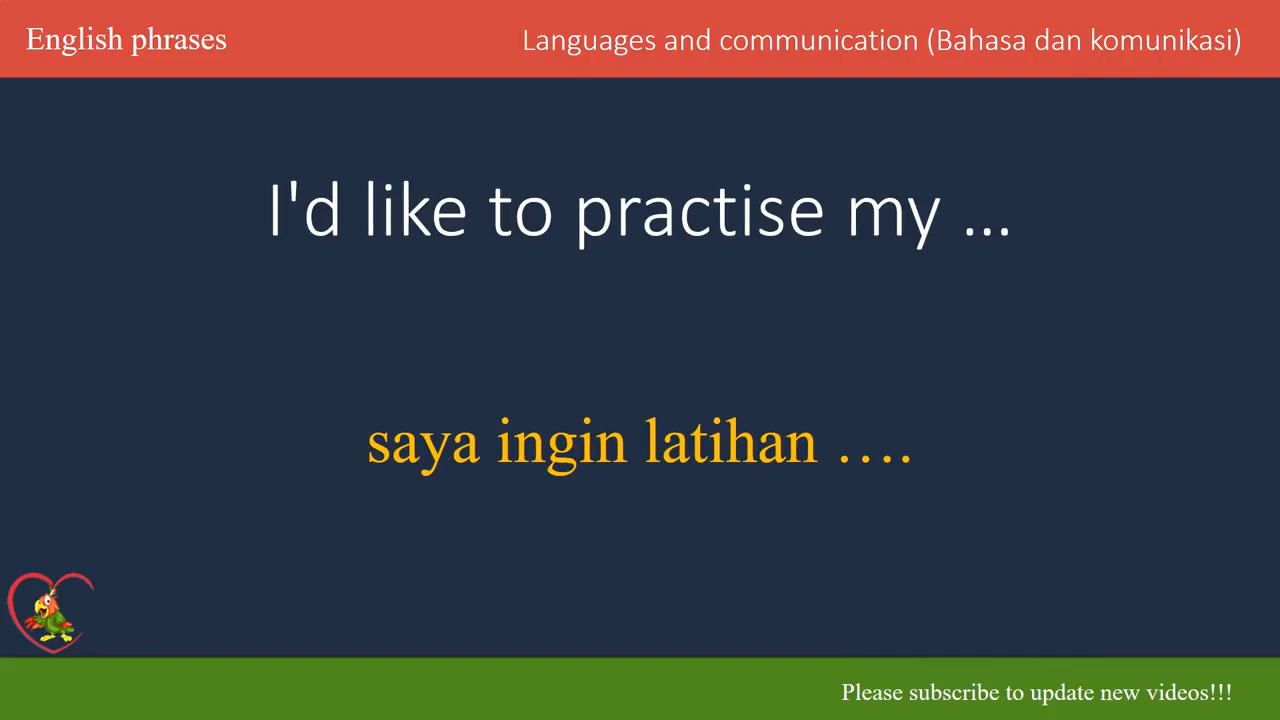 English phrases
Languages and communication (Bahasa dan komunikasi)
I'd like to practise my ...
saya ingin latihan ....
Please subscribe to update new videos!!!